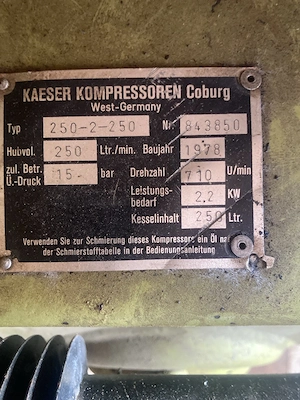 KAESER KOMPRESSOREN Coburg
West-Germany
Typ 250-2-250 Nr. 843850
Hubvol. 250 Ltr./min. Baujahr 1978
zul. Betr. Ü.-Druck 15.- bar Drehzahl 710 U/min
Leistungs-bedarf 2,2 KW
Kesselinhalt 250 Ltr.
Verwenden Sie zur Schmierung dieses Kompressors ein Öl
der Schmierstofftabelle in der Bedienungsanleitung